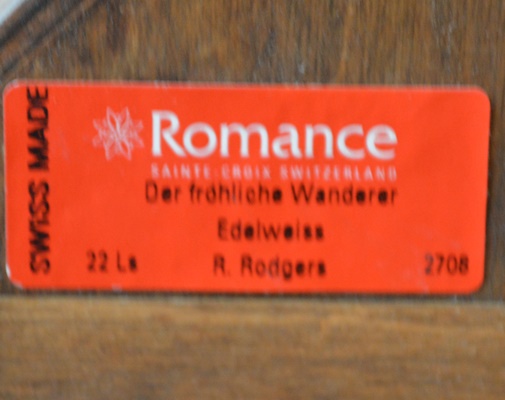 SWISS MADE
Romance
SAINTE-CROIX SWITZERLAND
Der fröhliche Wanderer
Edelweiss
22 Ls R. Rodgers 2708